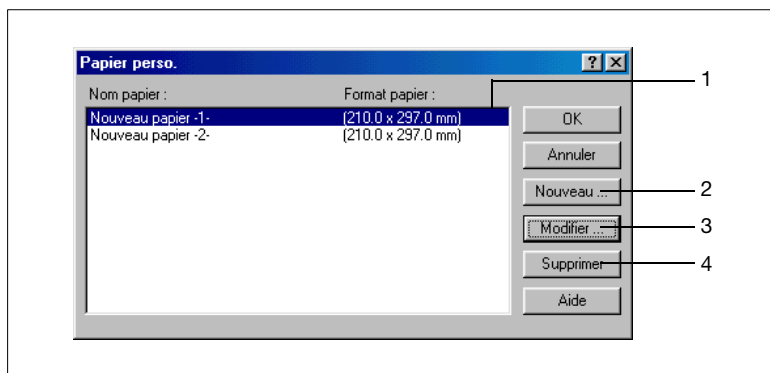 Papier perso.
1
Nom papier :
Format papier :
Nouveau papier -1- (210.0 x 297.0 mm)
OK
Nouveau papier -2- (210.0 x 297.0 mm)
Annuler
Nouveau ...
2
Modifier ...
3
Supprimer
4
Aide